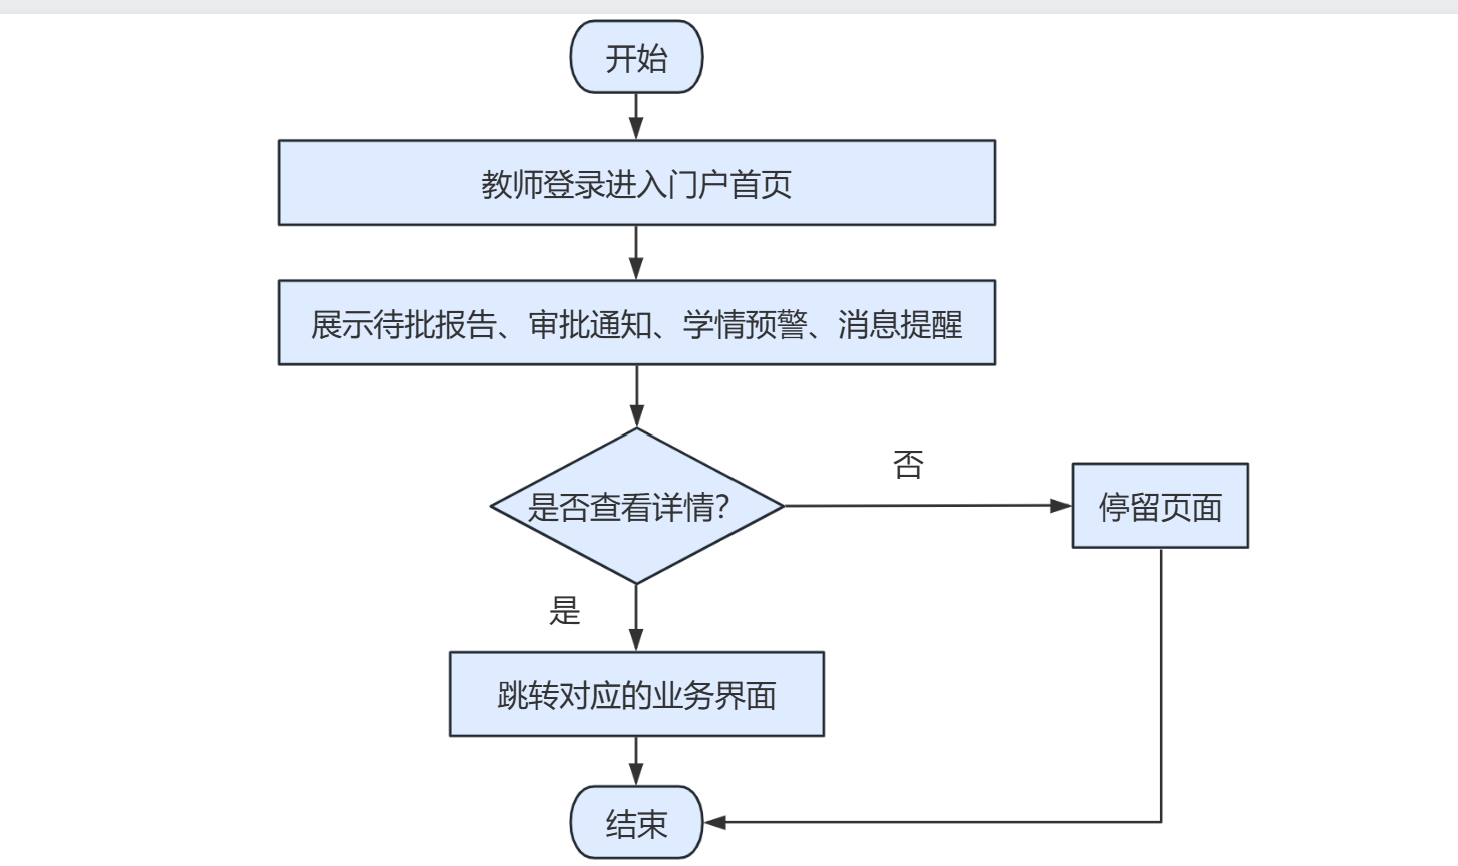 开始
教师登录进入门户首页
展示待批报告、审批通知、学情预警、消息提醒
是否查看详情?
否
停留页面
是
跳转对应的业务界面
结束